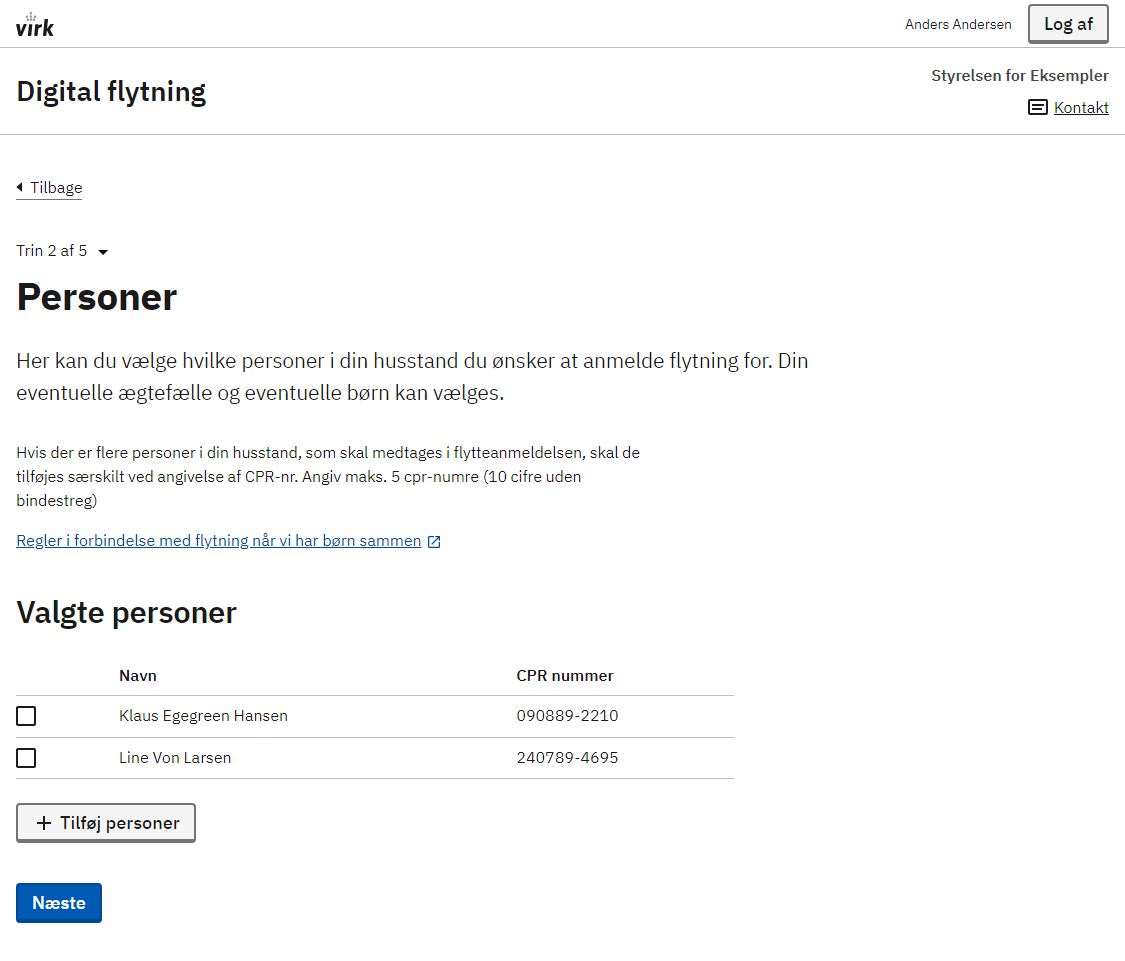 virk
Anders Andersen
Log af
Digital flytning
Styrelsen for Eksempler
Kontakt
Tilbage
Trin 2 af 5
Personer
Her kan du vælge hvilke personer i din husstand du ønsker at anmelde flytning for. Din
eventuelle ægtefælle og eventuelle børn kan vælges.
Hvis der er flere personer i din husstand, som skal medtages i flytteanmeldelsen, skal de
tilføjes særskilt ved angivelse af CPR-nr. Angiv maks. 5 cpr-numre (10 cifre uden
bindestreg)
Regler i forbindelse med flytning når vi har børn sammen
Valgte personer
Navn CPR nummer
Klaus Egegreen Hansen 090889-2210
Line Von Larsen 240789-4695
Tilføj personer
Næste